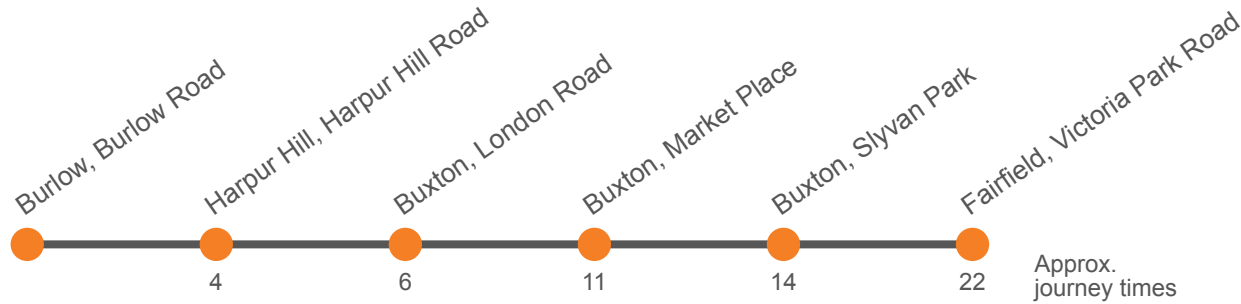 Burlow, Burlow Road
Harpur Hill, Harpur Hill Road
Buxton, London Road
Buxton, Market Place
Buxton, Slyvan Park
Fairfield, Victoria Park Road
4
6
11
14
22
Approx.
journey times